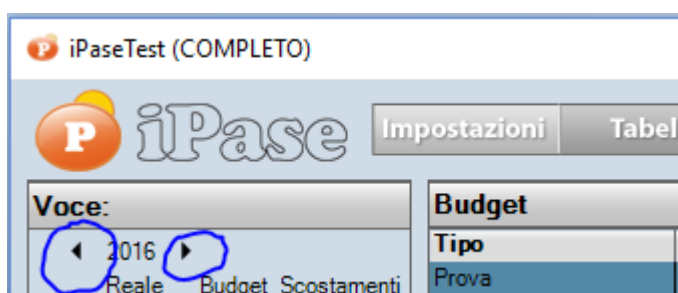 iPaseTest (COMPLETO)
P iPase Impostazioni Tabel
Voce: Budget
2016 Tipo
Reale Budget Scostamenti Prova